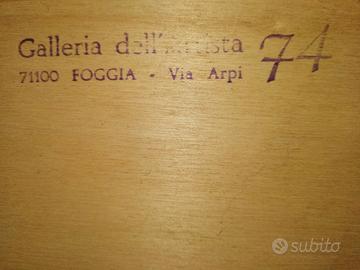 Galleria dell'Artista 74
71100 FOGGIA - Via Arpi
subito